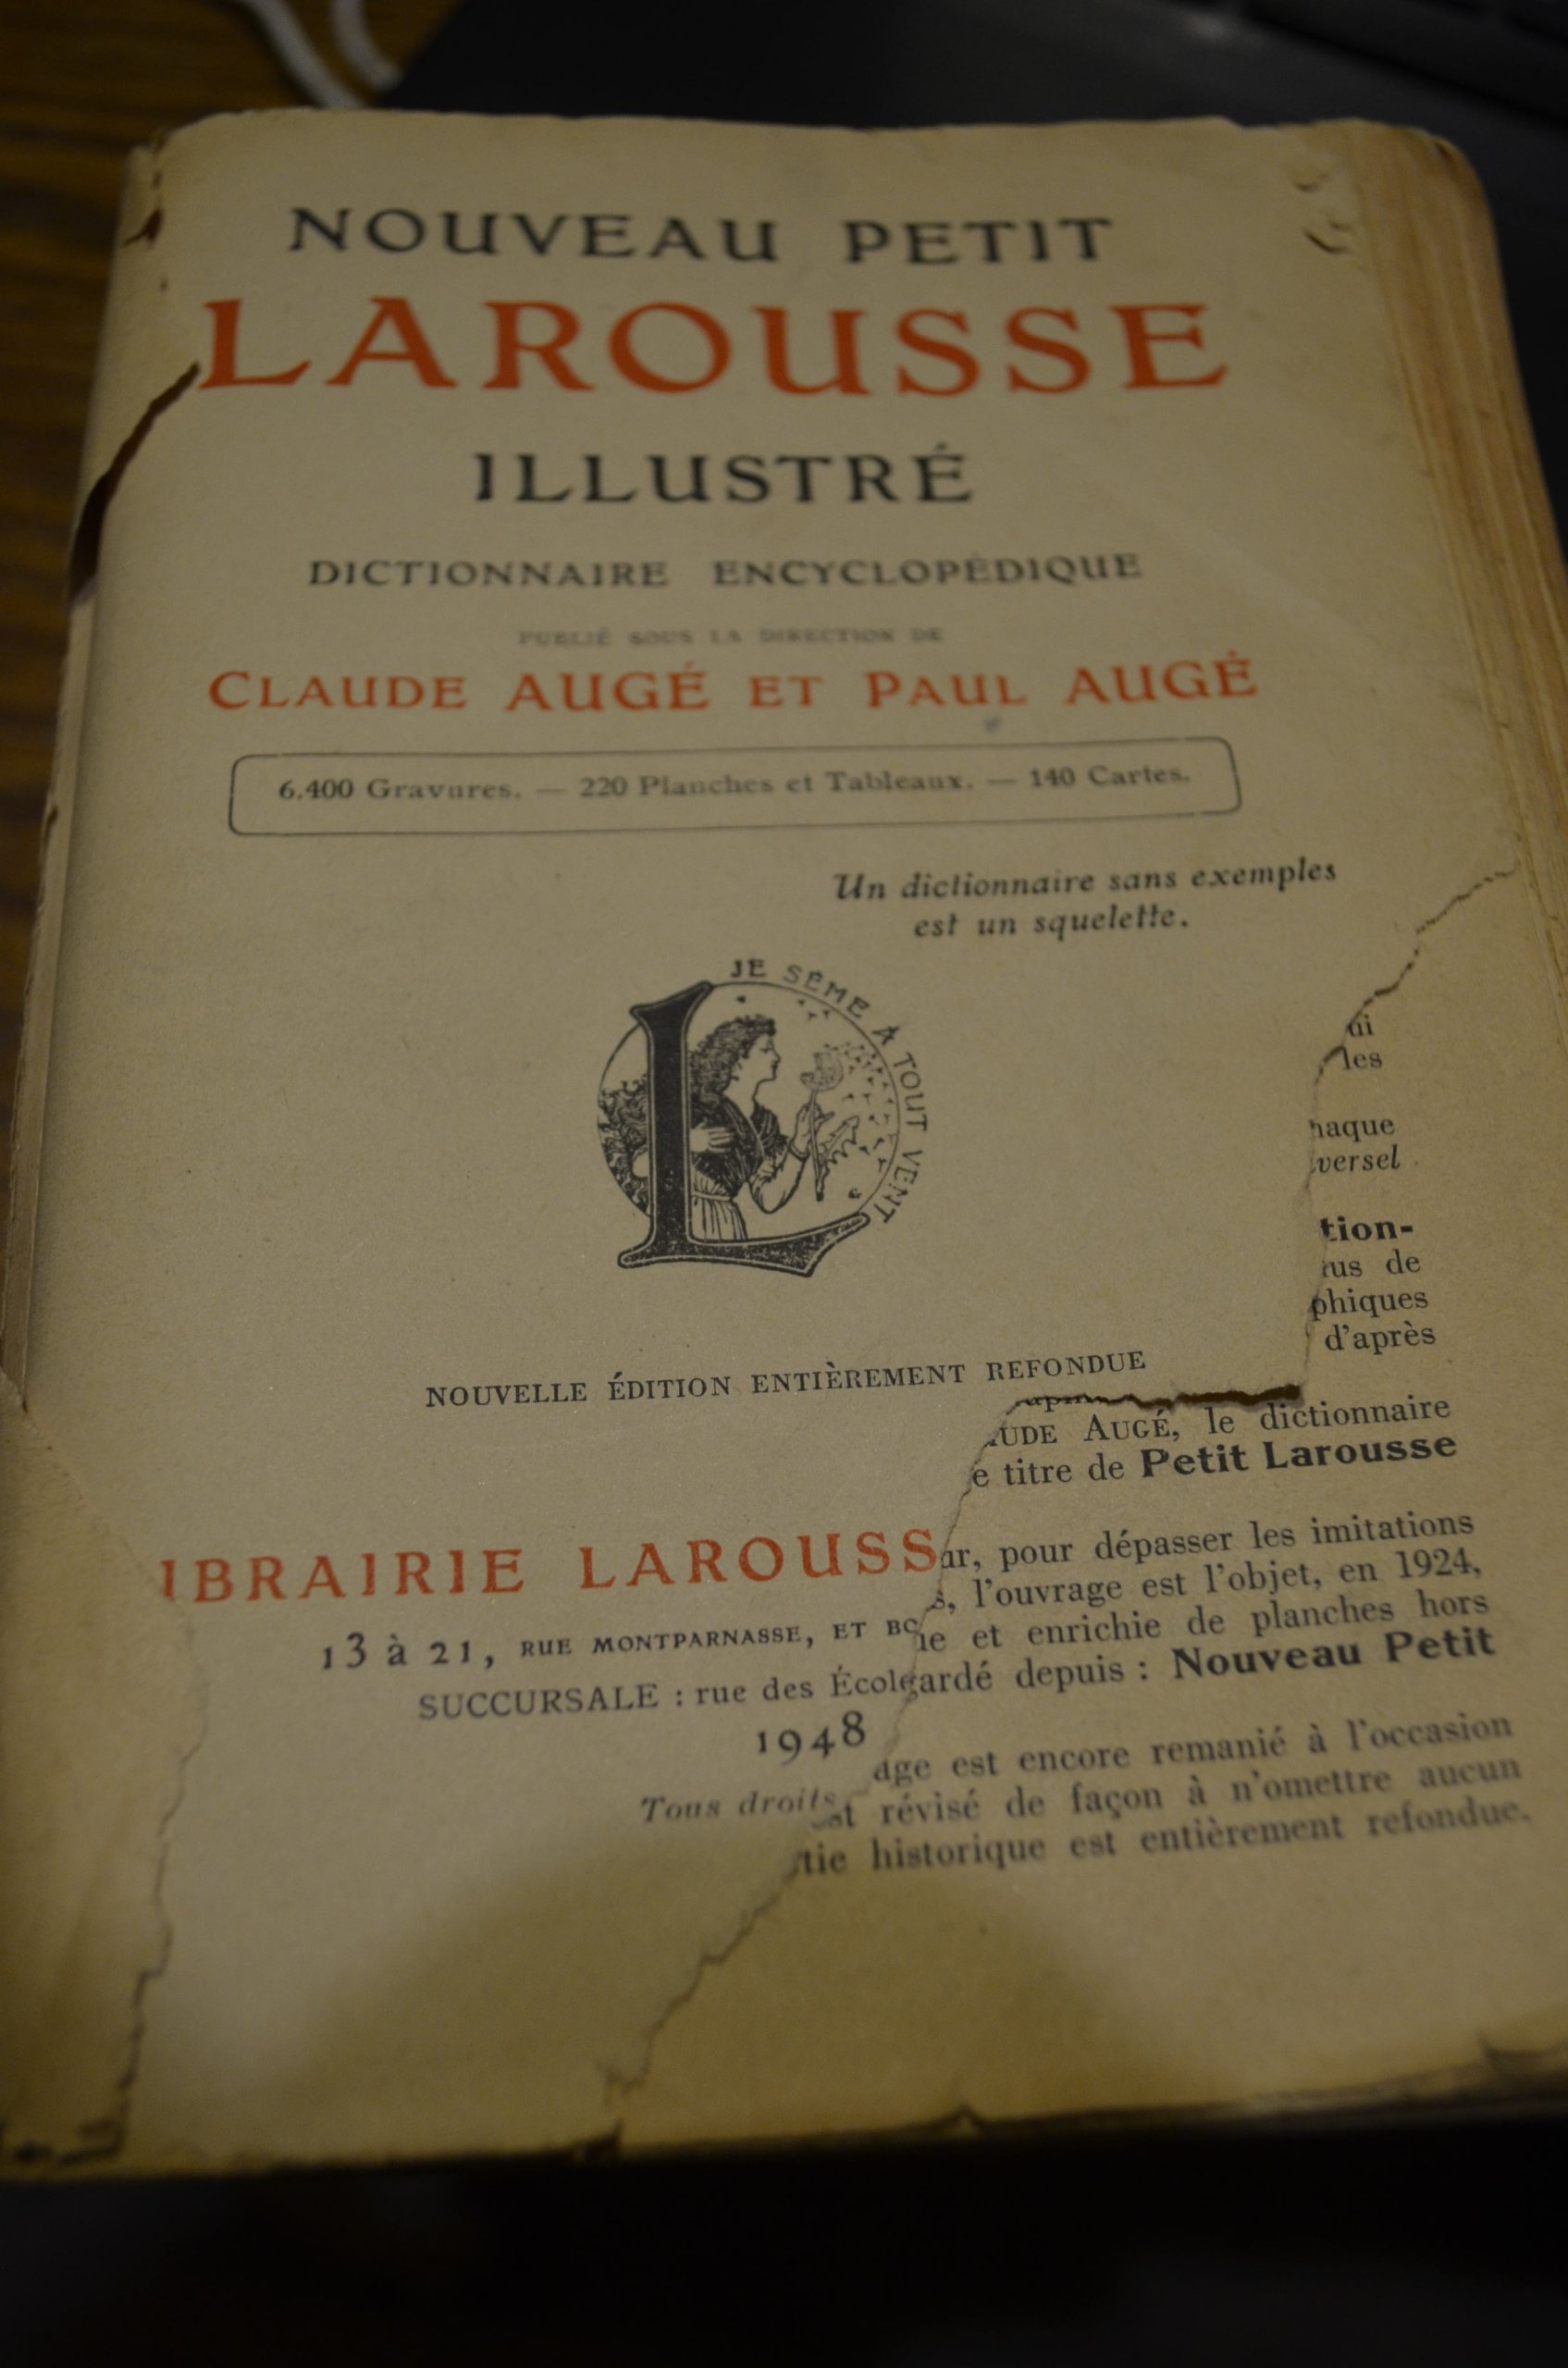 NOUVEAU PETIT
LAROUSSE
ILLUSTRÉ
DICTIONNAIRE ENCYCLOPÉDIQUE
PUBLIÉ SOUS LA DIRECTION DE
CLAUDE AUGÉ ET PAUL AUGÉ
6.400 Gravures. — 220 Planches et Tableaux. — 140 Cartes.
Un dictionnaire sans exemples
est un squelette.
JE SÈME À TOUT VENT
NOUVELLE ÉDITION ENTIÈREMENT REFONDUE
IBRAIRIE LAROUSS
13 à 21, RUE MONTPARNASSE, ET BO
SUCCURSALE : rue des École
1948
Tous droits
ui
les
haque
versel
tion-
us de
phiques
d'après
UDE AUGÉ, le dictionnaire
e titre de Petit Larousse
ar, pour dépasser les imitations
s, l'ouvrage est l'objet, en 1924,
ue et enrichie de planches hors
gardé depuis : Nouveau Petit
age est encore remanié à l'occasion
st révisé de façon à n'omettre aucun
tie historique est entièrement refondue.